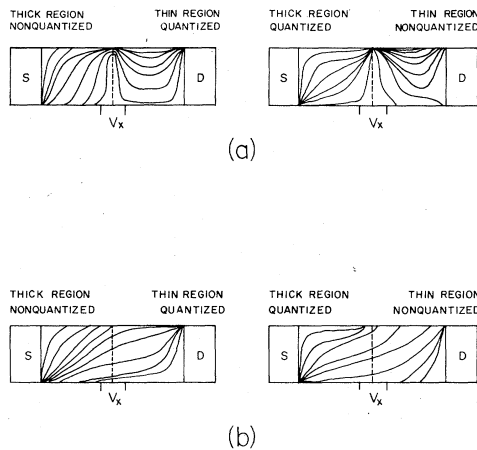 THICK REGION
NONQUANTIZED
THIN REGION
QUANTIZED
S
D
Vx
THICK REGION
QUANTIZED
THIN REGION
NONQUANTIZED
S
D
Vx
(a)
THICK REGION
NONQUANTIZED
THIN REGION
QUANTIZED
S
D
Vx
THICK REGION
QUANTIZED
THIN REGION
NONQUANTIZED
S
D
Vx
(b)